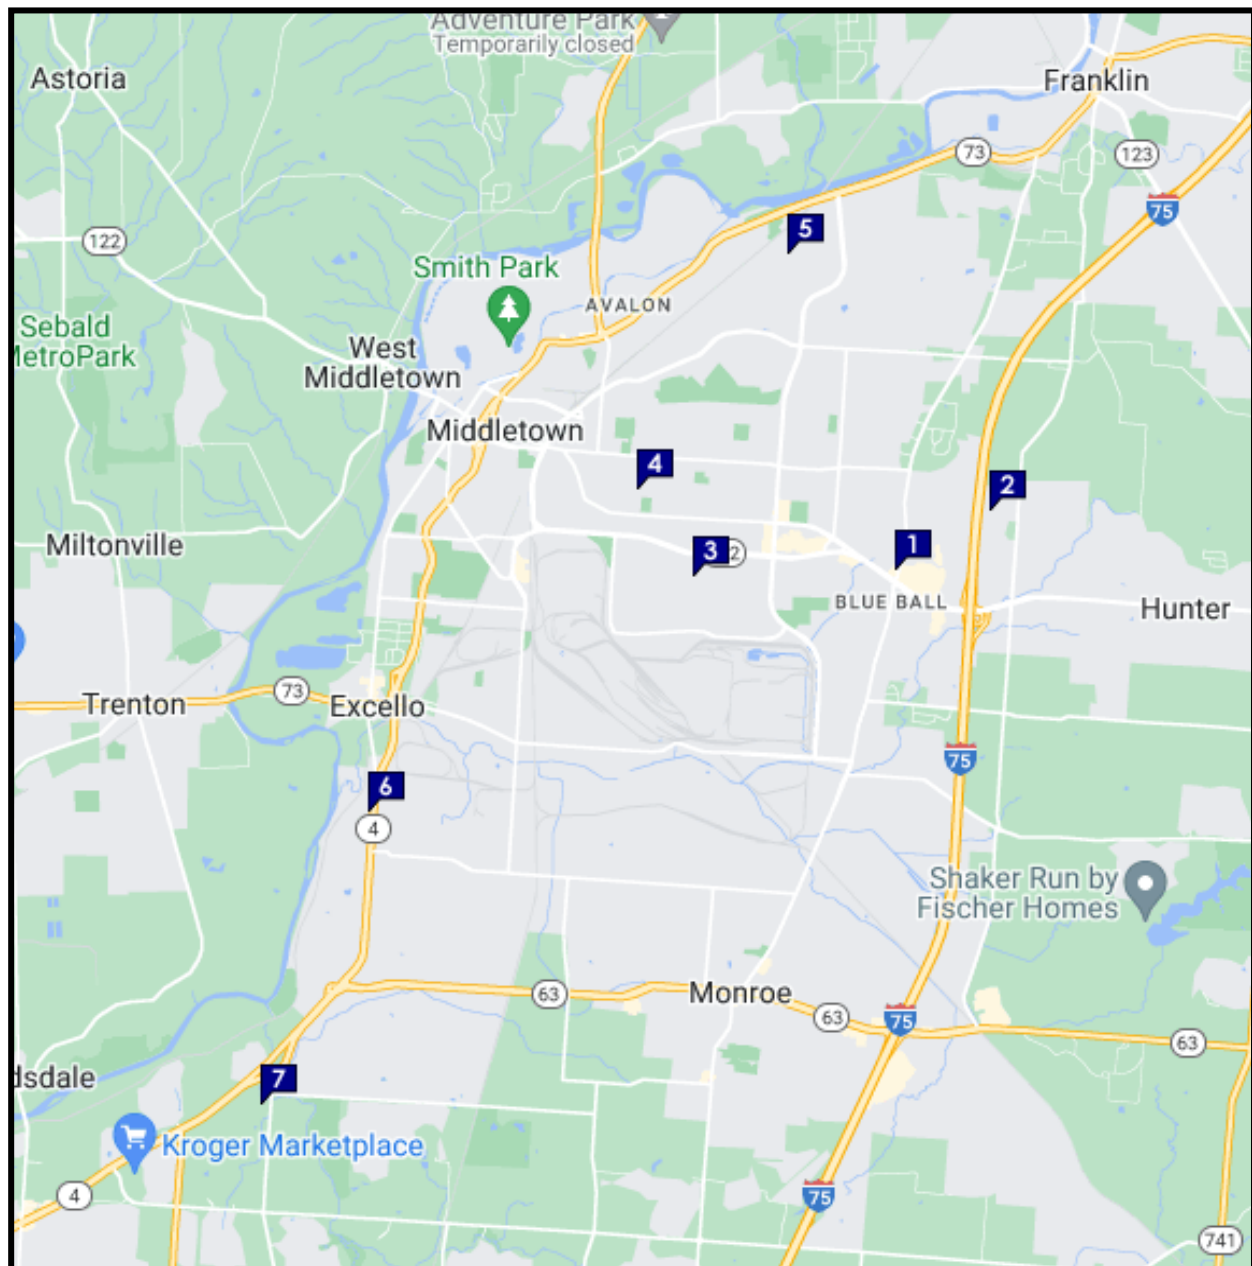 Adventure Park
Temporarily closed
Astoria
Franklin
73
123
75
122
5
Smith Park
AVALON
Sebald
MetroPark
West
Middletown
Middletown
4
2
Miltonville
3
2
1
BLUE BALL
Hunter
73
Trenton
Excello
75
6
4
Shaker Run by
Fischer Homes
63
Monroe
63
75
63
7
dsdale
Kroger Marketplace
4
75
741